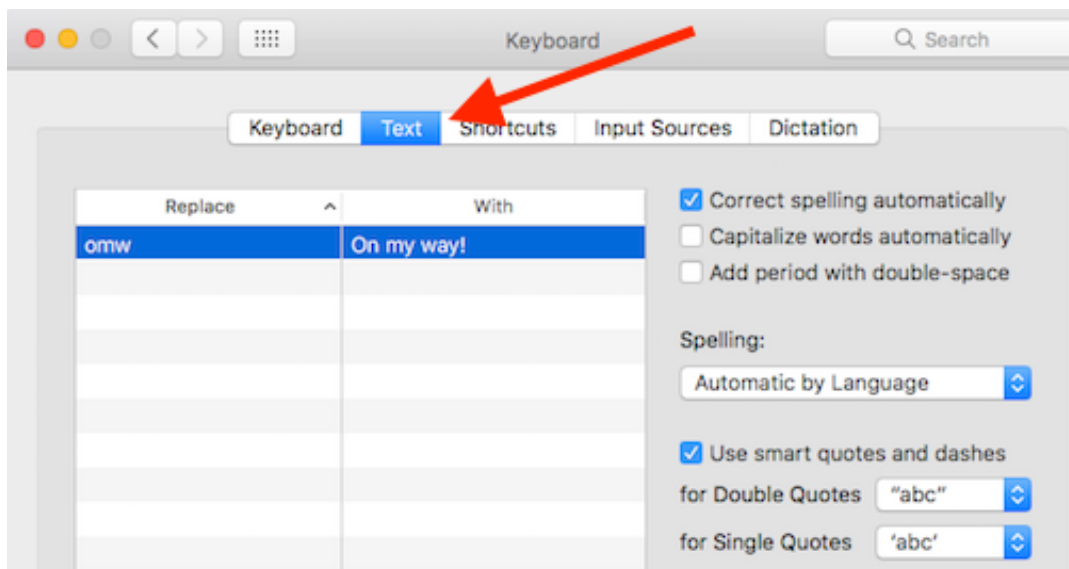 Keyboard
Search
Keyboard Text Shortcuts Input Sources Dictation
Replace With
omw On my way!
Correct spelling automatically
Capitalize words automatically
Add period with double-space
Spelling:
Automatic by Language
Use smart quotes and dashes
for Double Quotes “abc”
for Single Quotes ‘abc’